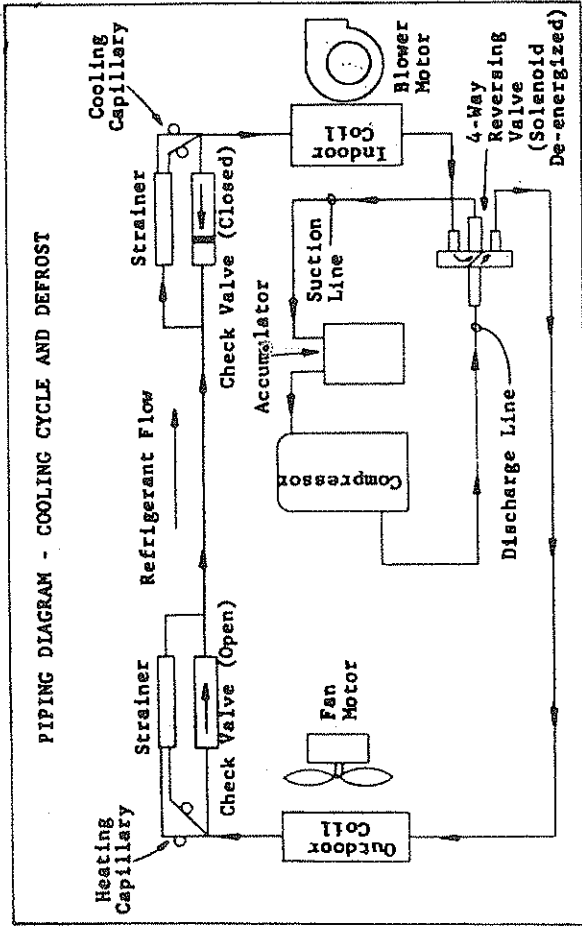 PIPING DIAGRAM - COOLING CYCLE AND DEFROST
Heating
Capillary
Strainer
Check Valve (Open)
Refrigerant Flow
Strainer
Check Valve (Closed)
Cooling
Capillary
Outdoor
Coil
Fan
Motor
Compressor
Accumulator
Suction
Line
Discharge Line
Indoor
Coil
Blower
Motor
4-Way
Reversing
Valve
(Solenoid
De-energized)